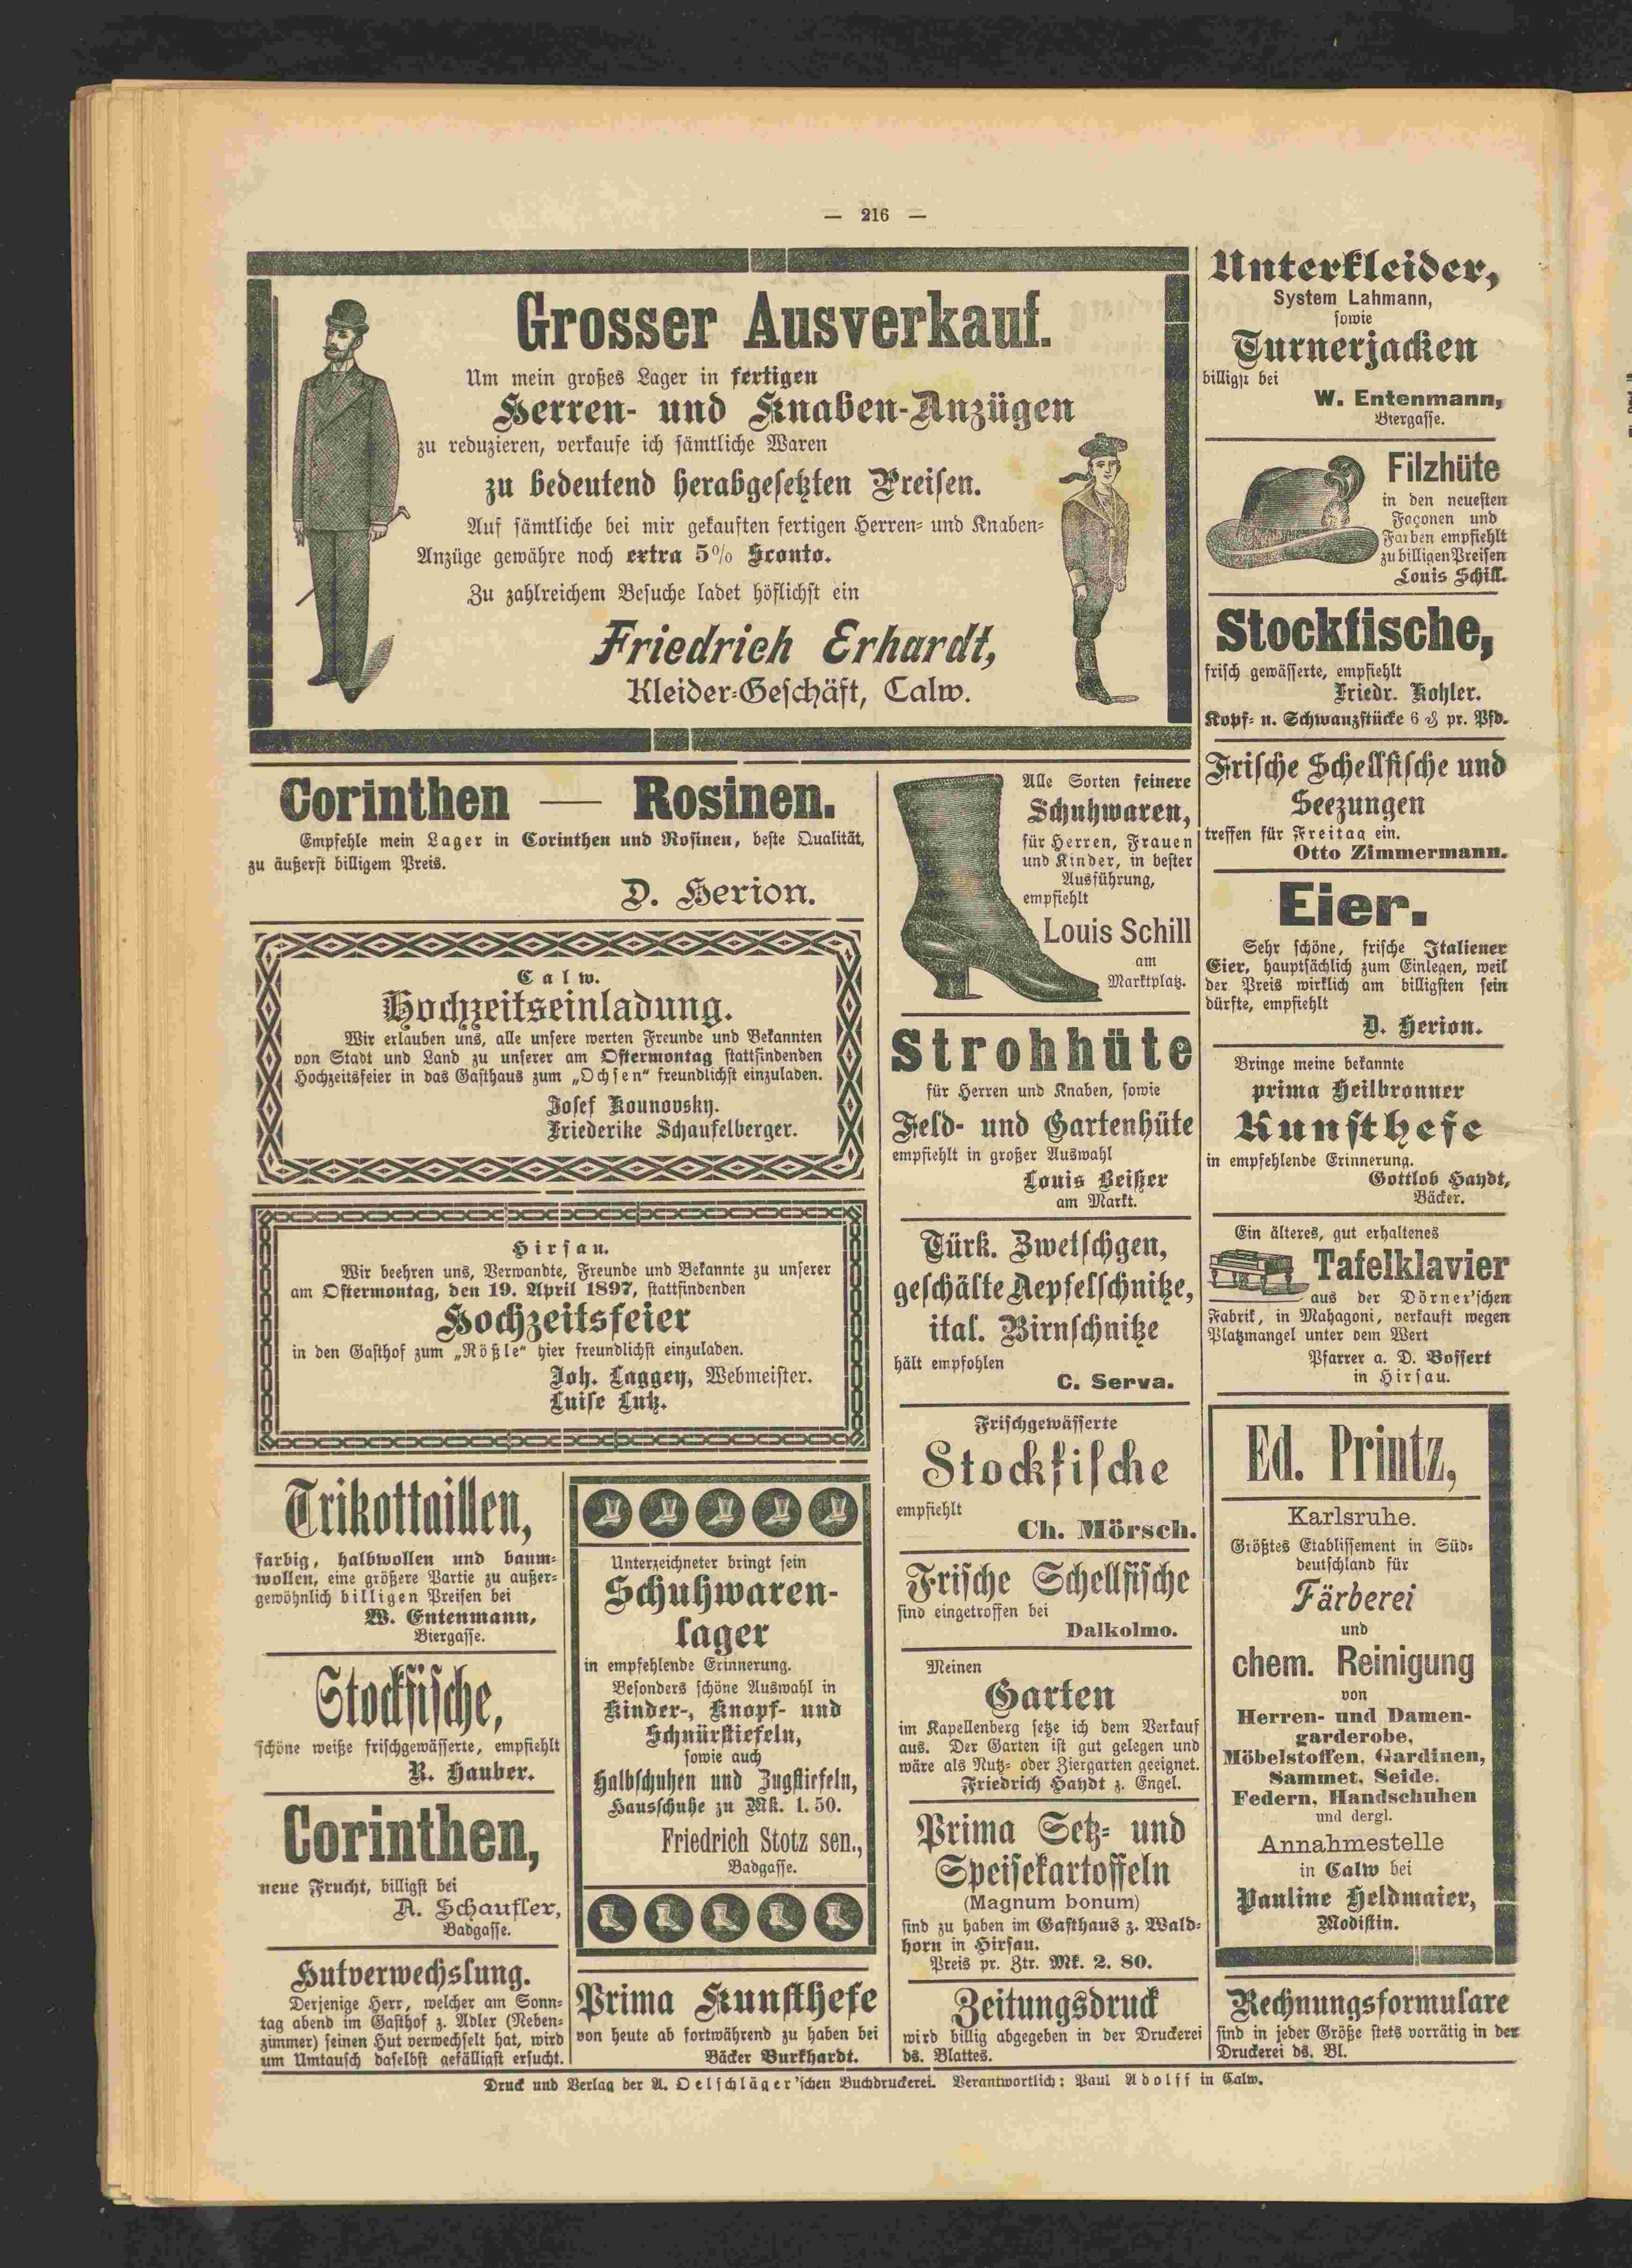 — 216 —
Grosser Ausverkauf.
Um mein großes Lager in fertigen
Herren- und Knaben-Anzügen
zu reduzieren, verkaufe ich sämtliche Waren
zu bedeutend herabgesetzten Preisen.
Auf sämtliche bei mir gekauften fertigen Herren- und Knaben-
Anzüge gewähre noch extra 5% Sconto.
Zu zahlreichem Besuche ladet höflichst ein
Friedrich Erhardt,
Kleider-Geschäft, Calw.
Corinthen — Rosinen.
Empfehle mein Lager in Corinthen und Rosinen, beste Qualität,
zu äußerst billigem Preis.
D. Herion.
Calw.
Hochzeitseinladung.
Wir erlauben uns, alle unsere werten Freunde und Bekannten
von Stadt und Land zu unserer am Ostermontag stattfindenden
Hochzeitsfeier in das Gasthaus zum „Ochsen“ freundlichst einzuladen.
Josef Kounovsky.
Friederike Schaufelberger.
Hirsau.
Wir beehren uns, Verwandte, Freunde und Bekannte zu unserer
am Ostermontag, den 19. April 1897, stattfindenden
Hochzeitsfeier
in den Gasthof zum „Rößle“ hier freundlichst einzuladen.
Joh. Laggey, Webmeister.
Luise Lutz.
Trikottaillen,
farbig, halbwollen und baum-
wollen, eine größere Partie zu außer-
gewöhnlich billigen Preisen bei
W. Entenmann,
Biergasse.
Stockfische,
schöne weiße frischgewässerte, empfiehlt
R. Hauber.
Corinthen,
neue Frucht, billigst bei
A. Schaufler,
Badgasse.
Hutverwechslung.
Derjenige Herr, welcher am Sonn-
tag abend im Gasthof z. Adler (Neben-
zimmer) seinen Hut verwechselt hat, wird
um Umtausch daselbst gefälligst ersucht.
Unterzeichneter bringt sein
Schuhwaren-
lager
in empfehlende Erinnerung.
Besonders schöne Auswahl in
Kinder-, Knopf- und
Schnürstiefeln,
sowie auch
Halbschuhen und Zugstiefeln,
Hausschuhe zu Mk. 1.50.
Friedrich Stotz sen.,
Badgasse.
Prima Kunsthefe
von heute ab fortwährend zu haben bei
Bäcker Burkhardt.
Alle Sorten feinere
Schuhwaren,
für Herren, Frauen
und Kinder, in bester
Ausführung,
empfiehlt
Louis Schill
am
Marktplatz.
Strohhüte
für Herren und Knaben, sowie
Feld- und Gartenhüte
empfiehlt in großer Auswahl
Louis Beißer
am Markt.
Türk. Zwetschgen,
geschälte Aepfelschnitze,
ital. Birnschnitze
hält empfohlen
C. Serva.
Frischgewässerte
Stockfische
empfiehlt
Ch. Mörsch.
Frische Schellfische
sind eingetroffen bei
Dalkolmo.
Meinen
Garten
im Kapellenberg setze ich dem Verkauf
aus. Der Garten ist gut gelegen und
wäre als Nutz- oder Ziergarten geeignet.
Friedrich Haydt z. Engel.
Prima Setz- und
Speisekartoffeln
(Magnum bonum)
sind zu haben im Gasthaus z. Wald-
horn in Hirsau.
Preis pr. Ztr. Mk. 2. 80.
Zeitungsdruck
wird billig abgegeben in der Druckerei
ds. Blattes.
Unterkleider,
System Lahmann,
sowie
Turnerjacken
billigst bei
W. Entenmann,
Biergasse.
Filzhüte
in den neuesten
Façonen und
Farben empfiehlt
zu billigen Preisen
Louis Schill.
Stockfische,
frisch gewässerte, empfiehlt
Friedr. Kohler.
Kopf- u. Schwanzstücke 6 ₰ pr. Pfd.
Frische Schellfische und
Seezungen
treffen für Freitag ein.
Otto Zimmermann.
Eier.
Sehr schöne, frische Italiener
Eier, hauptsächlich zum Einlegen, weil
der Preis wirklich am billigsten sein
dürfte, empfiehlt
D. Herion.
Bringe meine bekannte
prima Heilbronner
Kunsthefe
in empfehlende Erinnerung.
Gottlob Haydt,
Bäcker.
Ein älteres, gut erhaltenes
Tafelklavier
aus der Dörner'schen
Fabrik, in Mahagoni, verkauft wegen
Platzmangel unter dem Wert
Pfarrer a. D. Bossert
in Hirsau.
Ed. Printz,
Karlsruhe.
Größtes Etablissement in Süd-
deutschland für
Färberei
und
chem. Reinigung
von
Herren- und Damen-
garderobe,
Möbelstoffen, Gardinen,
Sammet, Seide,
Federn, Handschuhen
und dergl.
Annahmestelle
in Calw bei
Pauline Heldmaier,
Modistin.
Rechnungsformulare
sind in jeder Größe stets vorrätig in der
Druckerei ds. Bl.
Druck und Verlag der A. Oelschläger'schen Buchdruckerei. Verantwortlich: Paul Adolff in Calw.